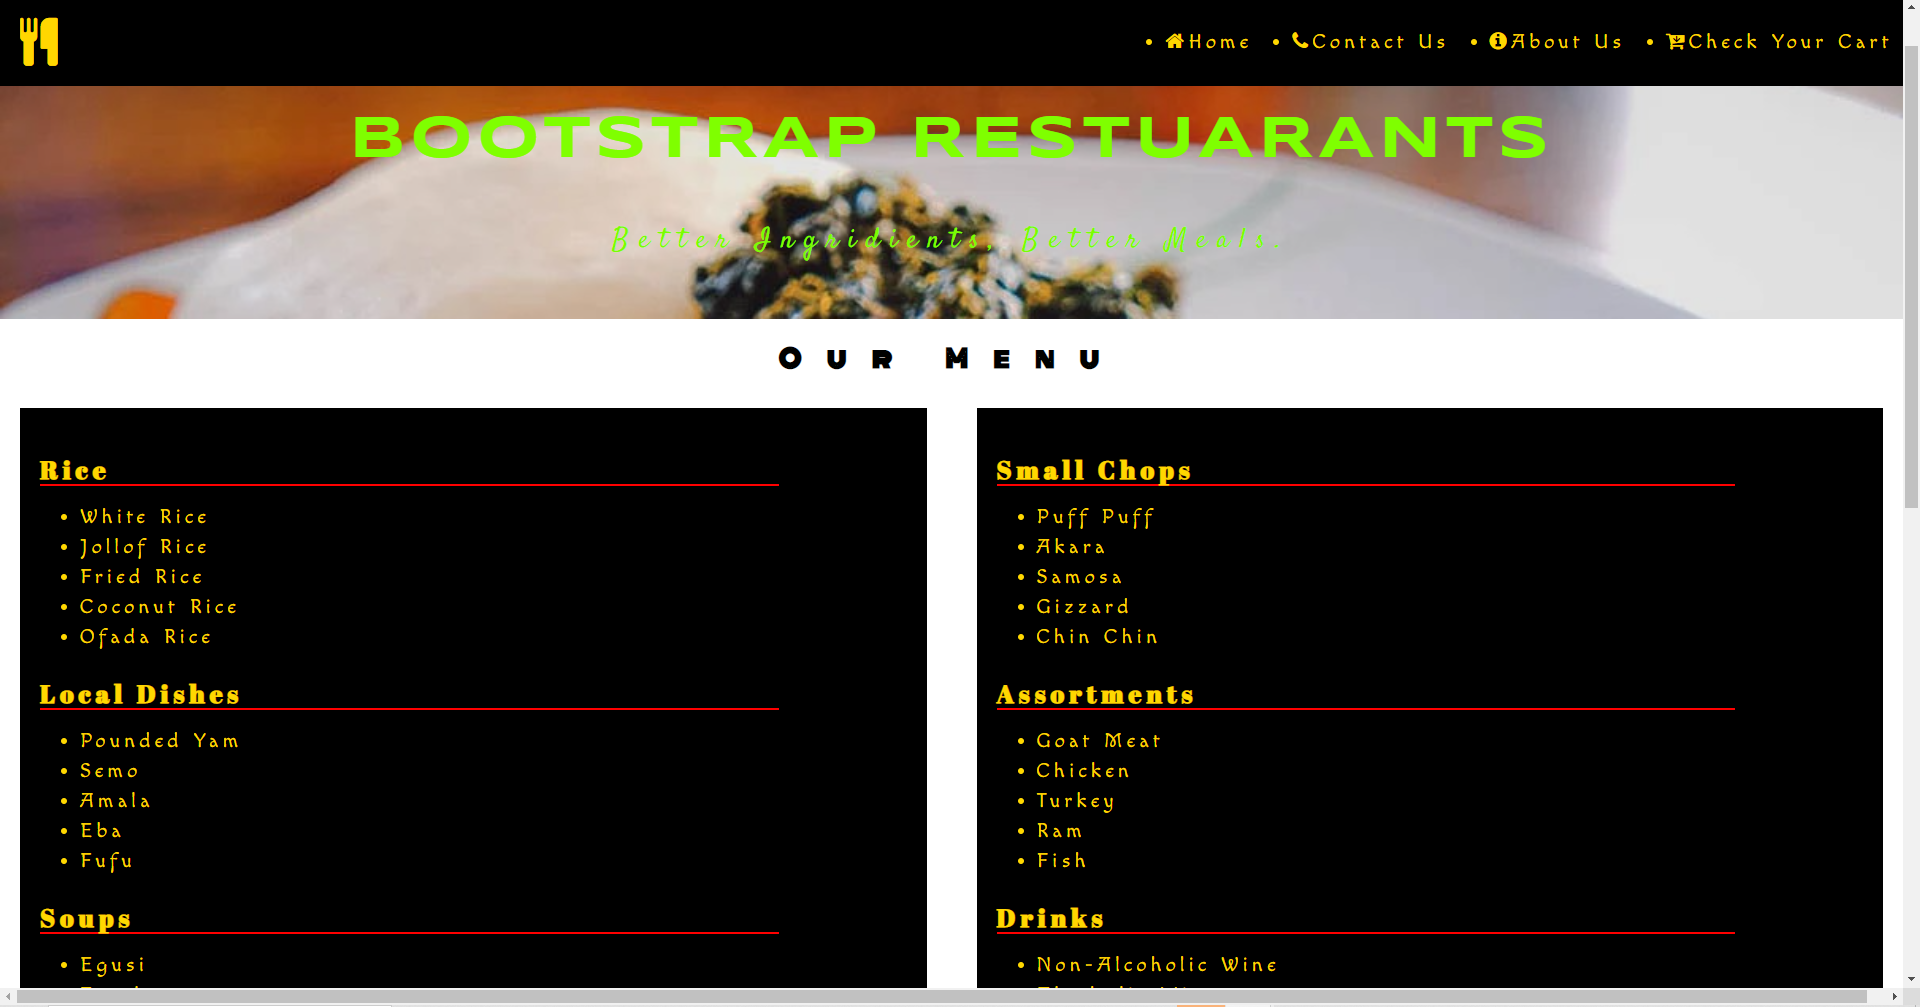 Home Contact Us About Us Check Your Cart
BOOTSTRAP RESTUARANTS
Better Ingridients, Better Meals.
Our Menu
Rice
White Rice
Jollof Rice
Fried Rice
Coconut Rice
Ofada Rice
Local Dishes
Pounded Yam
Semo
Amala
Eba
Fufu
Soups
Egusi
Small Chops
Puff Puff
Akara
Samosa
Gizzard
Chin Chin
Assortments
Goat Meat
Chicken
Turkey
Ram
Fish
Drinks
Non-Alcoholic Wine